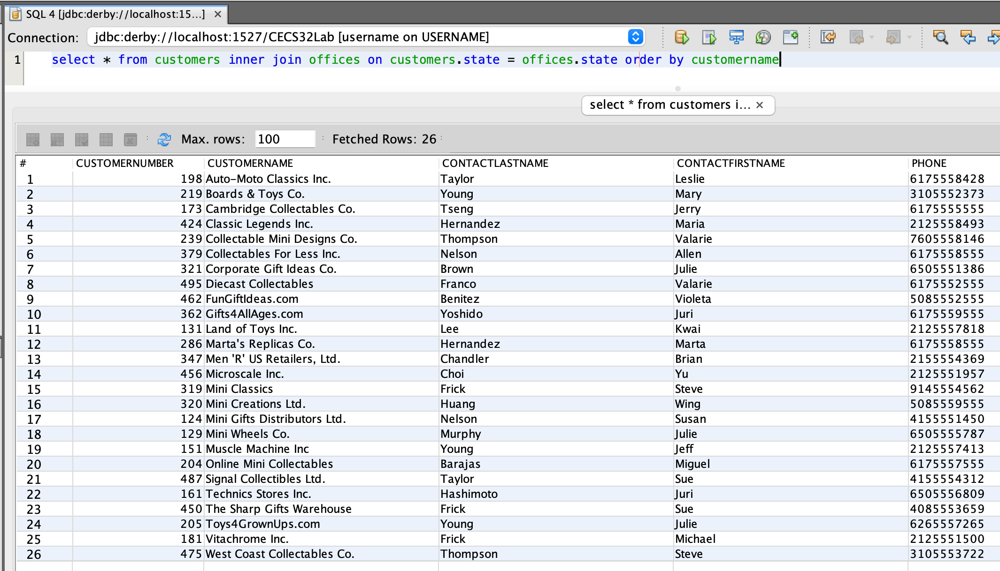 SQL 4 [jdbc:derby://localhost:15...]
Connection: jdbc:derby://localhost:1527/CECS32Lab [username on USERNAME]
1 select * from customers inner join offices on customers.state = offices.state order by customername
select * from customers i...
Max. rows: 100 Fetched Rows: 26
# CUSTOMERNUMBER CUSTOMERNAME CONTACTLASTNAME CONTACTFIRSTNAME PHONE
1 198 Auto-Moto Classics Inc. Taylor Leslie 6175558428
2 219 Boards & Toys Co. Young Mary 3105552373
3 173 Cambridge Collectables Co. Tseng Jerry 6175555555
4 424 Classic Legends Inc. Hernandez Maria 2125558493
5 239 Collectable Mini Designs Co. Thompson Valarie 7605558146
6 379 Collectables For Less Inc. Nelson Allen 6175558555
7 321 Corporate Gift Ideas Co. Brown Julie 6505551386
8 495 Diecast Collectables Franco Valarie 6175552555
9 462 FunGiftIdeas.com Benitez Violeta 5085552555
10 362 Gifts4AllAges.com Yoshido Juri 6175559555
11 131 Land of Toys Inc. Lee Kwai 2125557818
12 286 Marta's Replicas Co. Hernandez Marta 6175558555
13 347 Men 'R' US Retailers, Ltd. Chandler Brian 2155554369
14 456 Microscale Inc. Choi Yu 2125551957
15 319 Mini Classics Frick Steve 9145554562
16 320 Mini Creations Ltd. Huang Wing 5085559555
17 124 Mini Gifts Distributors Ltd. Nelson Susan 4155551450
18 129 Mini Wheels Co. Murphy Julie 6505555787
19 151 Muscle Machine Inc Young Jeff 2125557413
20 204 Online Mini Collectables Barajas Miguel 6175557555
21 487 Signal Collectibles Ltd. Taylor Sue 4155554312
22 161 Technics Stores Inc. Hashimoto Juri 6505556809
23 450 The Sharp Gifts Warehouse Frick Sue 4085553659
24 205 Toys4GrownUps.com Young Julie 6265557265
25 181 Vitachrome Inc. Frick Michael 2125551500
26 475 West Coast Collectables Co. Thompson Steve 3105553722